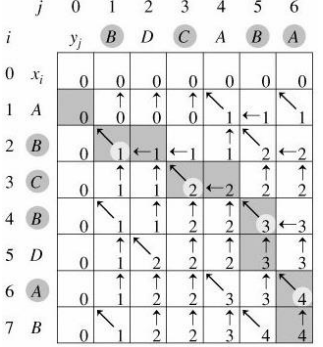 j 0 1 2 3 4 5 6
i y_j B D C A B A
0 x_i 0 0 0 0 0 0 0
1 A 0 ↑0 ↑0 ↑0 ↖1 ←1 ↖1
2 B 0 ↖1 ←1 ←1 ↑1 ↖2 ←2
3 C 0 ↑1 ↑1 ↖2 ←2 ↑2 ↑2
4 B 0 ↖1 ↑1 ↑2 ↑2 ↖3 ←3
5 D 0 ↑1 ↖2 ↑2 ↑2 ↑3 ↑3
6 A 0 ↑1 ↑2 ↑2 ↖3 ↑3 ↖4
7 B 0 ↖1 ↑2 ↑2 ↑3 ↖4 ↑4